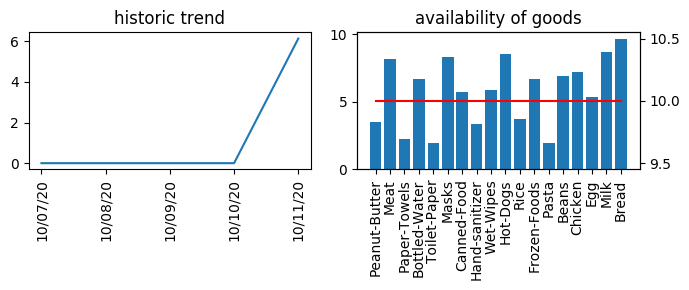 historic trend
6
4
2
0
10/07/20
10/08/20
10/09/20
10/10/20
10/11/20
availability of goods
10
5
0
10.5
10.0
9.5
Peanut-Butter
Meat
Paper-Towels
Bottled-Water
Toilet-Paper
Masks
Canned-Food
Hand-sanitizer
Wet-Wipes
Hot-Dogs
Rice
Frozen-Foods
Pasta
Beans
Chicken
Egg
Milk
Bread